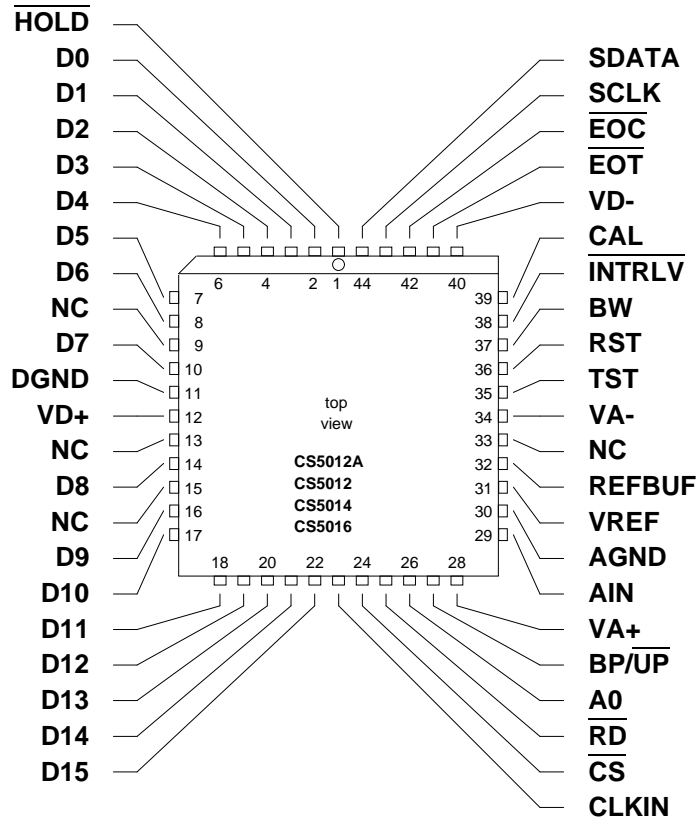 HOLD
D0
D1
D2
D3
D4
D5
D6
NC
D7
DGND
VD+
NC
D8
NC
D9
D10
D11
D12
D13
D14
D15
SDATA
SCLK
EOC
EOT
VD-
CAL
INTRLV
BW
RST
TST
VA-
NC
REFBUF
VREF
AGND
AIN
VA+
BP/UP
A0
RD
CS
CLKIN
6 4 2 1 44 42 40
7
8
9
10
11
12
13
14
15
16
17
39
38
37
36
35
34
33
32
31
30
29
18 20 22 24 26 28
top
view
CS5012A
CS5012
CS5014
CS5016